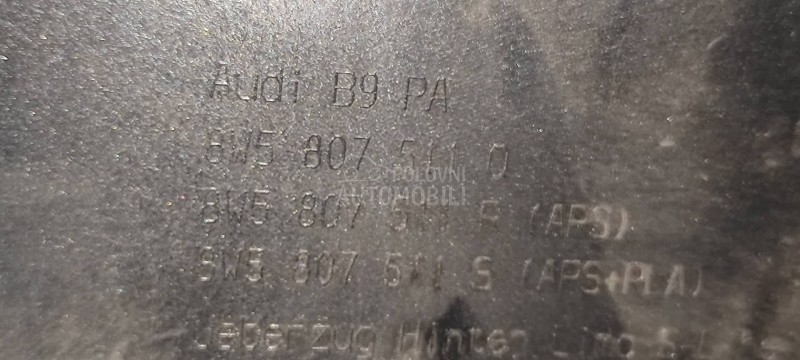 Audi B9 PA
8W5 807 511 Q
POLOVNI
AUTOMOBILI
8W5 807 511 R (APS)
8W5 807 511 S (APS+PLA)
Ueberzug Hinten Limo